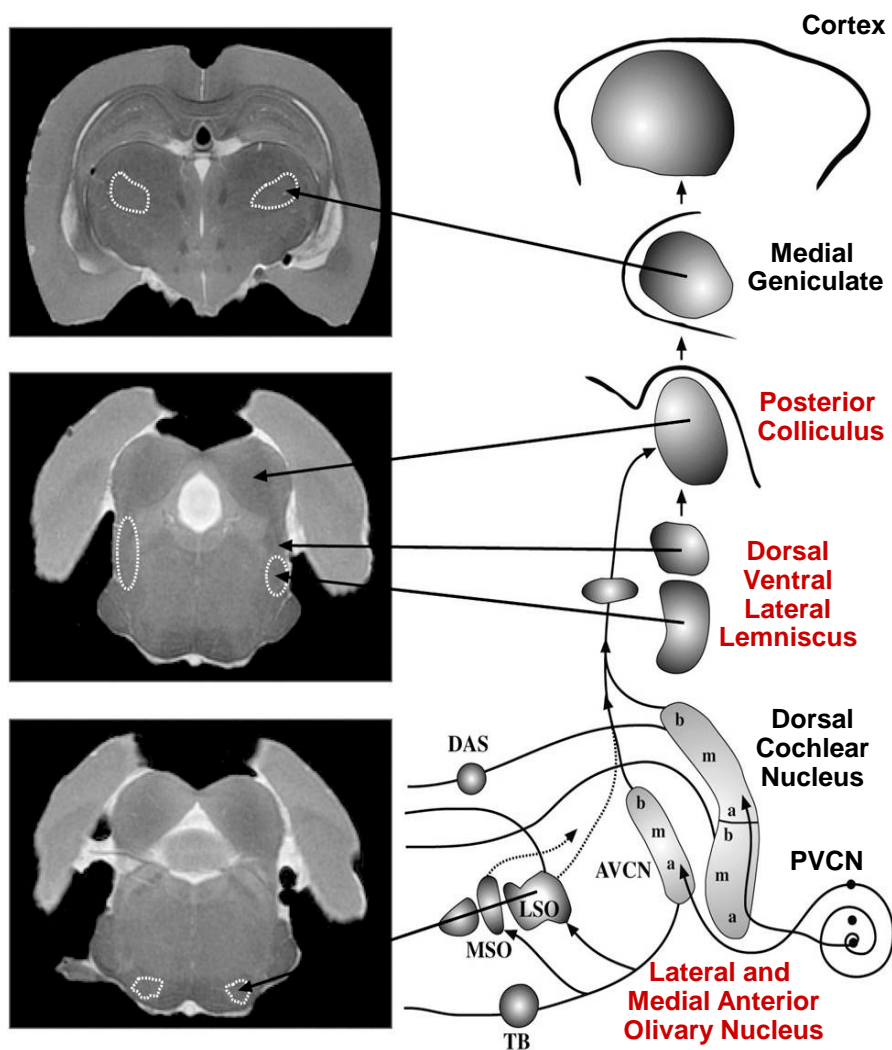 Cortex
Medial
Geniculate
Posterior
Colliculus
Dorsal
Ventral
Lateral
Lemniscus
Dorsal
Cochlear
Nucleus
DAS
b
m
a
b
m
a
b
m
a
AVCN
PVCN
LSO
MSO
Lateral and
Medial Anterior
Olivary Nucleus
TB